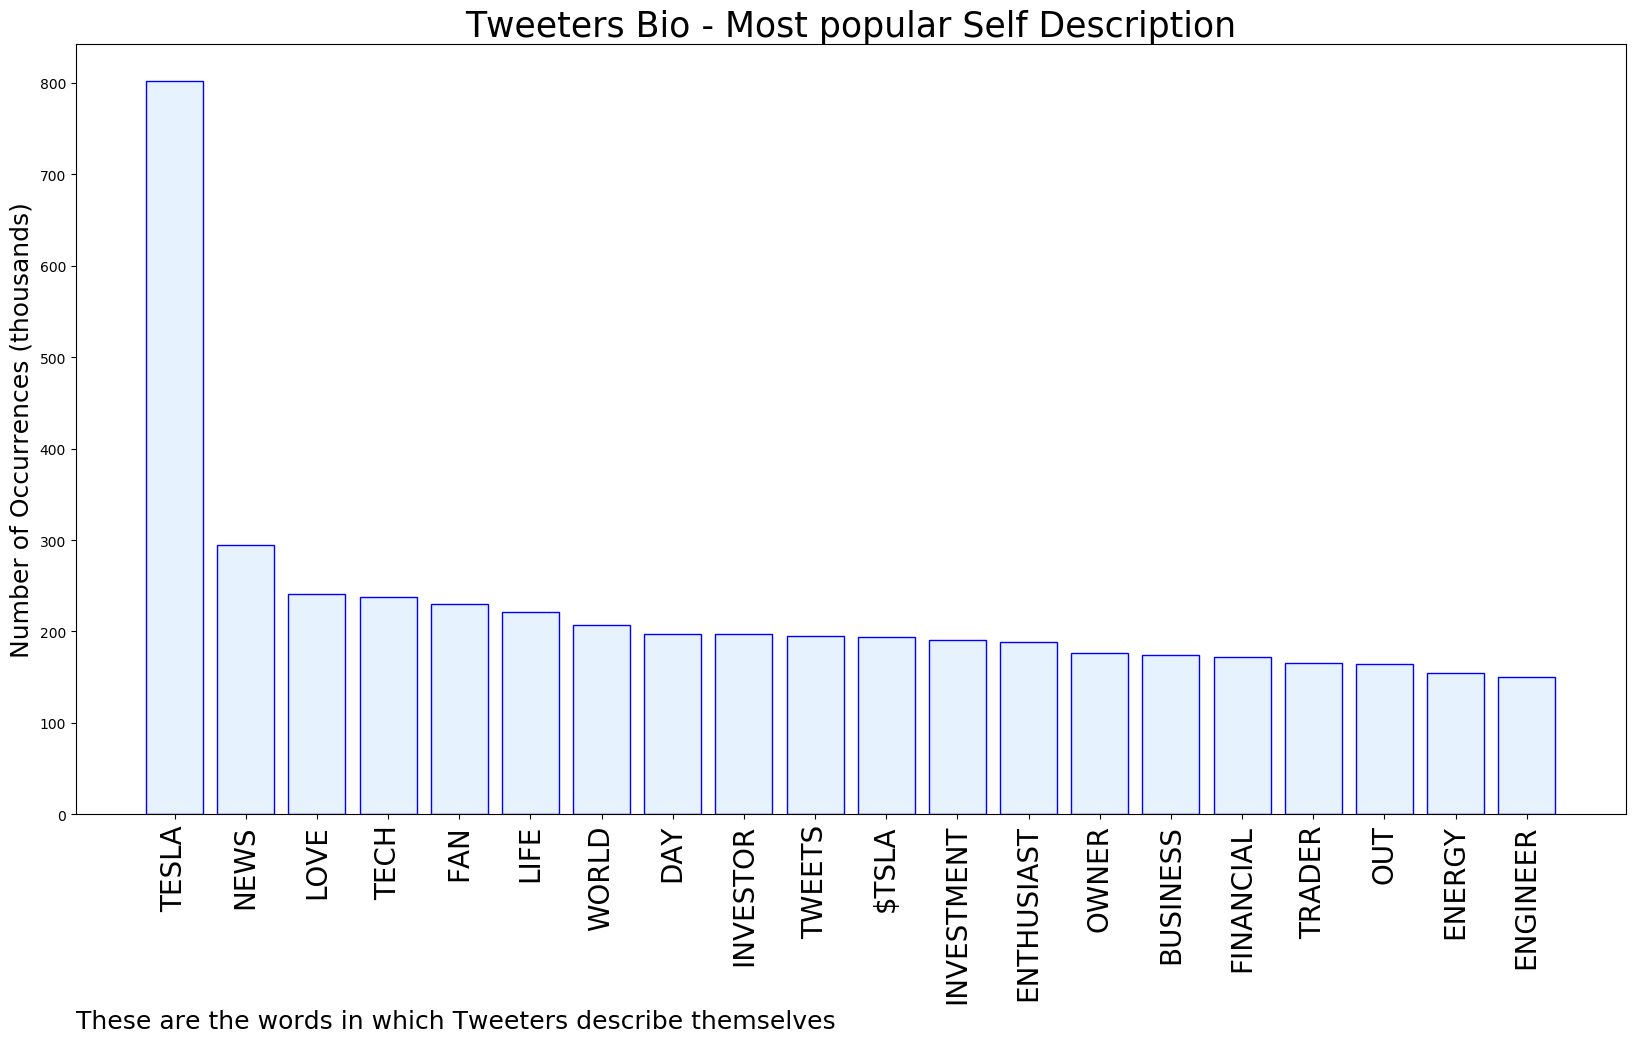 Tweeters Bio - Most popular Self Description
Number of Occurrences (thousands)
800
700
600
500
400
300
200
100
0
TESLA
NEWS
LOVE
TECH
FAN
LIFE
WORLD
DAY
INVESTOR
TWEETS
$TSLA
INVESTMENT
ENTHUSIAST
OWNER
BUSINESS
FINANCIAL
TRADER
OUT
ENERGY
ENGINEER
These are the words in which Tweeters describe themselves